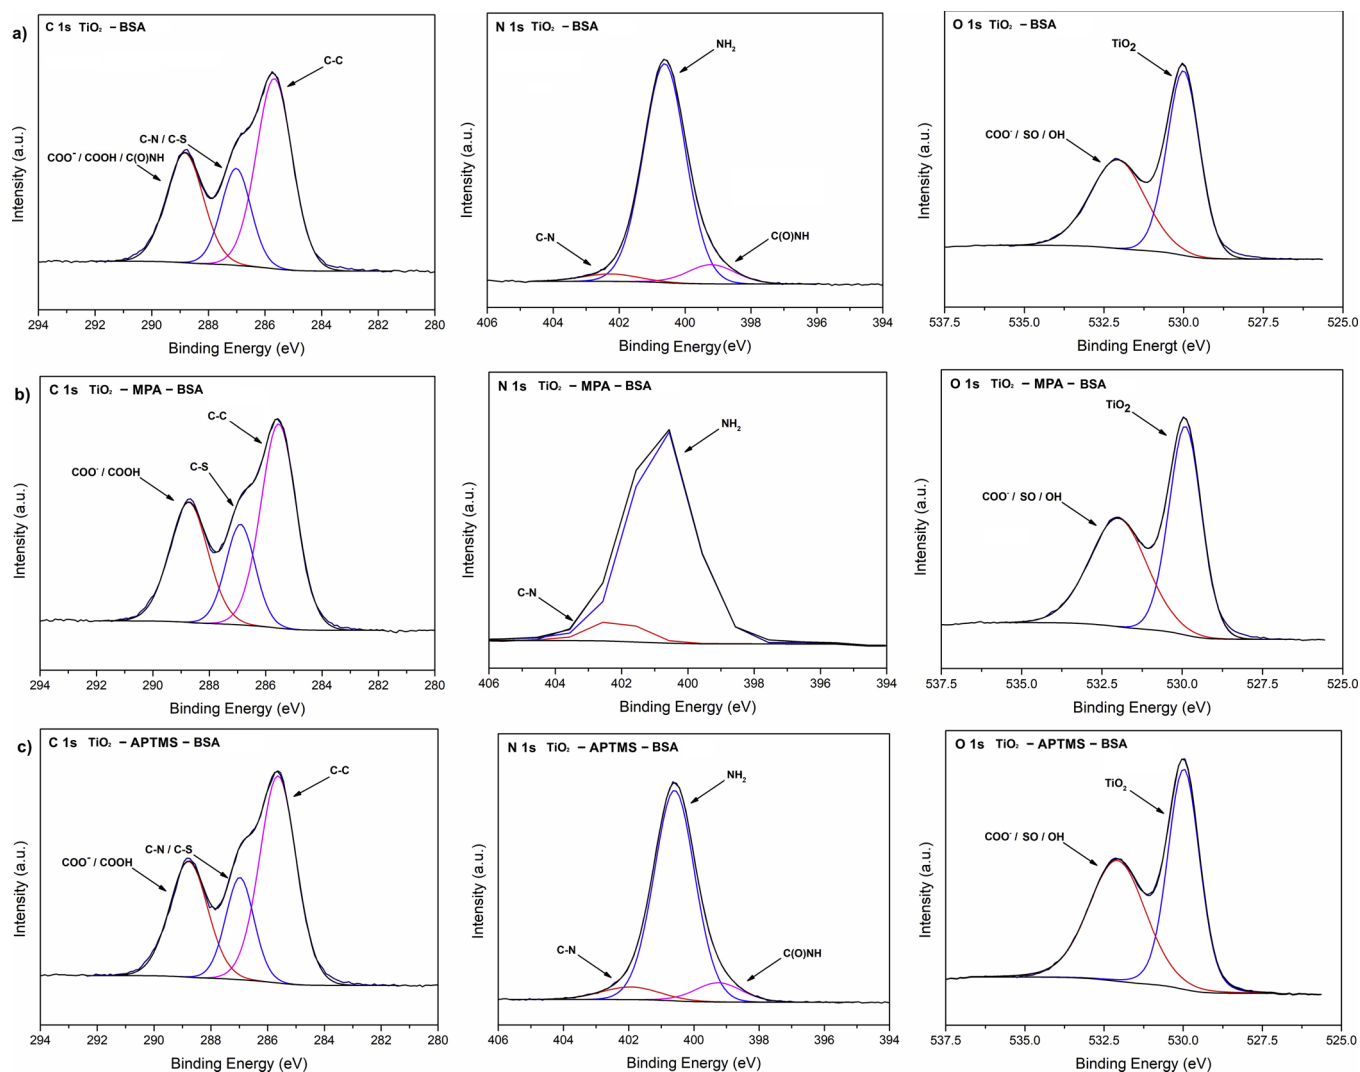 a)
C 1s TiO₂ – BSA
C-C
C-N / C-S
COO⁻ / COOH / C(O)NH
Intensity (a.u.)
294 292 290 288 286 284 282 280
Binding Energy (eV)
N 1s TiO₂ – BSA
NH₂
C-N
C(O)NH
Intensity (a.u.)
406 404 402 400 398 396 394
Binding Energy (eV)
O 1s TiO₂ – BSA
TiO₂
COO⁻ / SO / OH
Intensity (a.u.)
537.5 535.0 532.5 530.0 527.5 525.0
Binding Energt (eV)
b)
C 1s TiO₂ – MPA – BSA
C-C
C-S
COO⁻ / COOH
Intensity (a.u.)
294 292 290 288 286 284 282 280
Binding Energy (eV)
N 1s TiO₂ – MPA – BSA
NH₂
C-N
Intensity (a.u.)
406 404 402 400 398 396 394
Binding Energy (eV)
O 1s TiO₂ – MPA – BSA
TiO₂
COO⁻ / SO / OH
Intensity (a.u.)
537.5 535.0 532.5 530.0 527.5 525.0
Binding Energy (eV)
c)
C 1s TiO₂ – APTMS – BSA
C-C
C-N / C-S
COO⁻ / COOH
Intensity (a.u.)
294 292 290 288 286 284 282 280
Binding Energy (eV)
N 1s TiO₂ – APTMS – BSA
NH₂
C-N
C(O)NH
Intensity (a.u.)
406 404 402 400 398 396 394
Binding Energy (eV)
O 1s TiO₂ – APTMS – BSA
TiO₂
COO⁻ / SO / OH
Intensity (a.u.)
537.5 535.0 532.5 530.0 527.5 525.0
Binding Energy (eV)